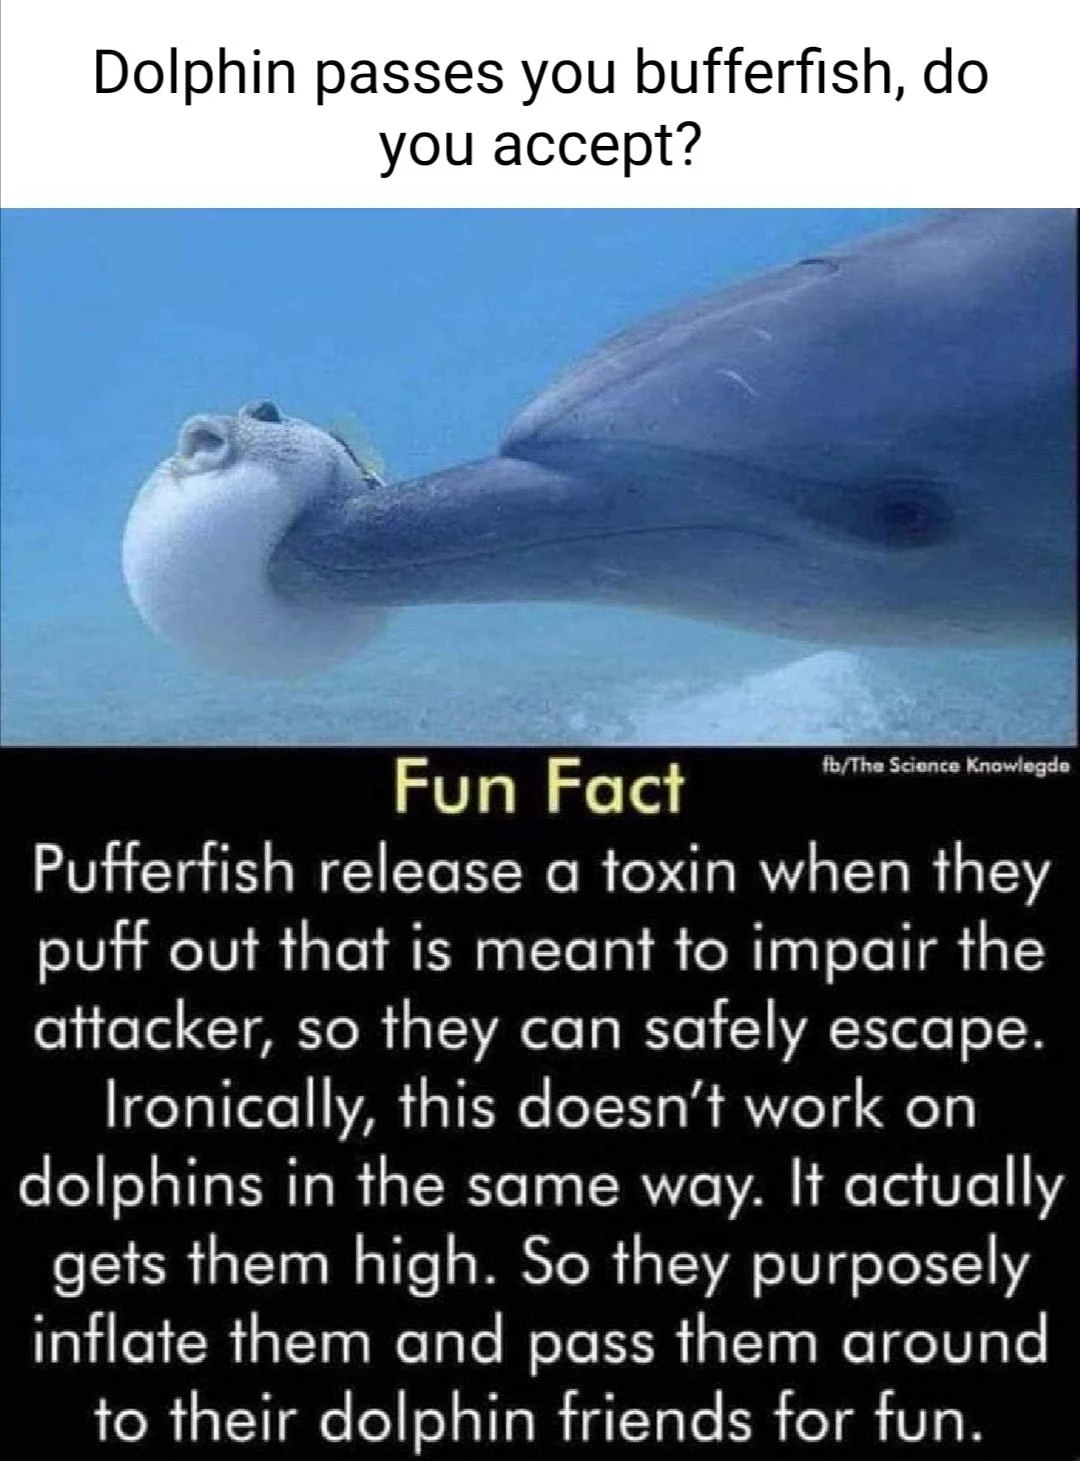 Dolphin passes you bufferfish, do
you accept?
Fun Fact
fb/The Science Knowlegde
Pufferfish release a toxin when they
puff out that is meant to impair the
attacker, so they can safely escape.
Ironically, this doesn't work on
dolphins in the same way. It actually
gets them high. So they purposely
inflate them and pass them around
to their dolphin friends for fun.